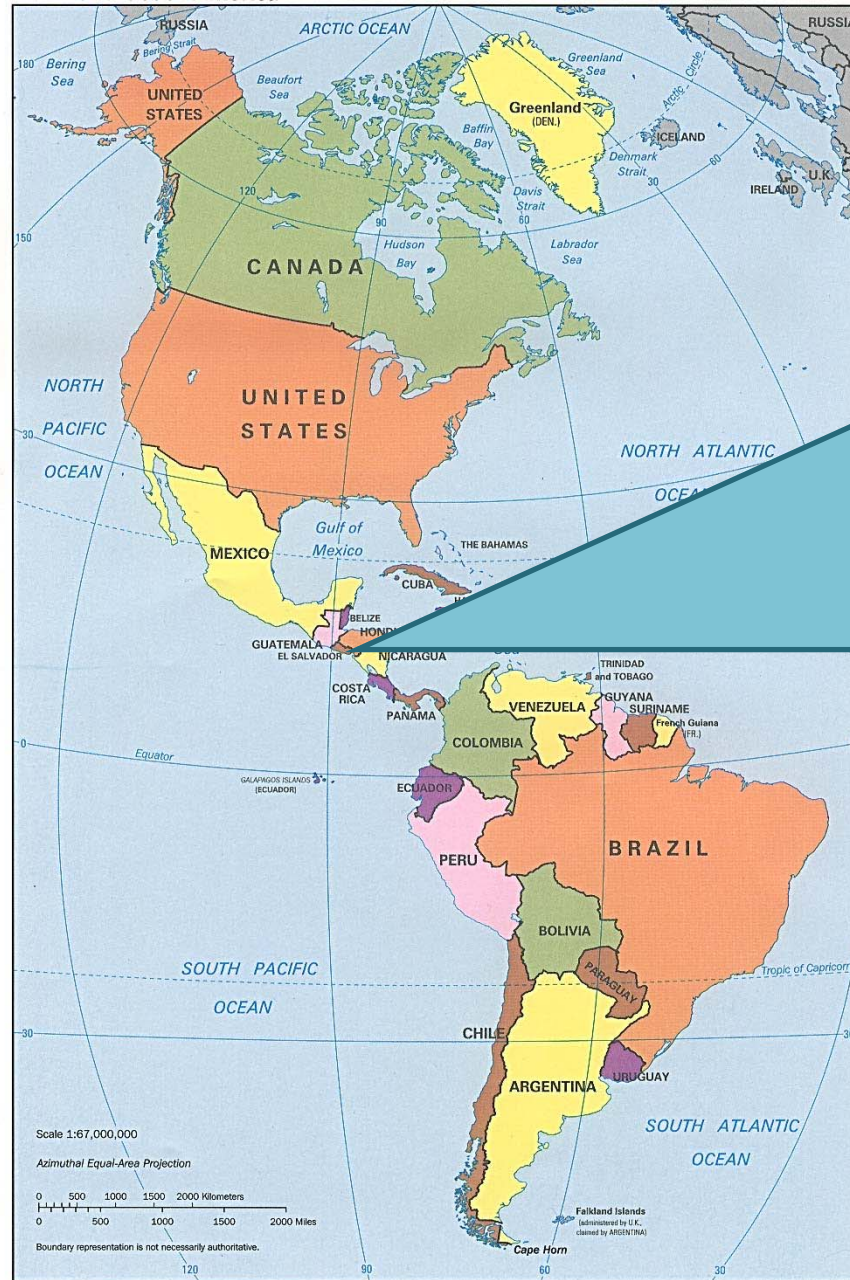 RUSSIA
ARCTIC OCEAN
RUSSIA
Bering Strait
Bering
Sea
180
Beaufort
Sea
Greenland
Sea
UNITED
STATES
Greenland
(DEN.)
Arctic Circle
Baffin
Bay
ICELAND
60
Denmark
Strait
U.K.
IRELAND
30
120
Davis
Strait
60
90
150
Hudson
Bay
Labrador
Sea
CANADA
NORTH
PACIFIC
OCEAN
UNITED
STATES
30
NORTH ATLANTIC
Gulf of
Mexico
THE BAHAMAS
MEXICO
CUBA
BELIZE
GUATEMALA
EL SALVADOR
NICARAGUA
COSTA
RICA
PANAMA
TRINIDAD
and TOBAGO
VENEZUELA
GUYANA
SURINAME
French Guiana
(FR.)
COLOMBIA
0
Equator
GALAPAGOS ISLANDS
(ECUADOR)
ECUADOR
PERU
BRAZIL
BOLIVIA
SOUTH PACIFIC
OCEAN
PARAGUAY
Tropic of Capricorn
30
CHILE
ARGENTINA
URUGUAY
SOUTH ATLANTIC
OCEAN
Scale 1:67,000,000
Azimuthal Equal-Area Projection
0 500 1000 1500 2000 Kilometers
0 500 1000 1500 2000 Miles
Boundary representation is not necessarily authoritative.
Falkland Islands
(administered by U.K.,
claimed by ARGENTINA)
Cape Horn
120
90
60
30